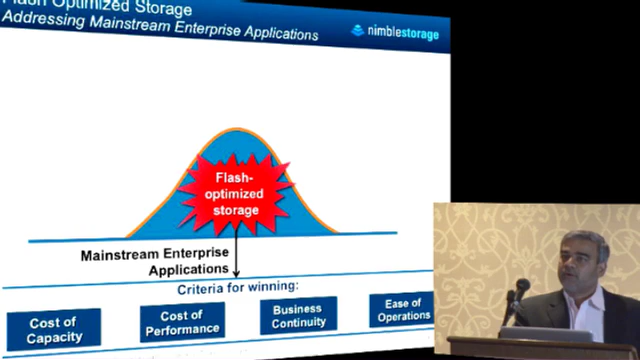 Flash Optimized Storage
Addressing Mainstream Enterprise Applications
nimblestorage
Flash-
optimized
storage
Mainstream Enterprise
Applications
Criteria for winning:
Cost of
Capacity
Cost of
Performance
Business
Continuity
Ease of
Operations